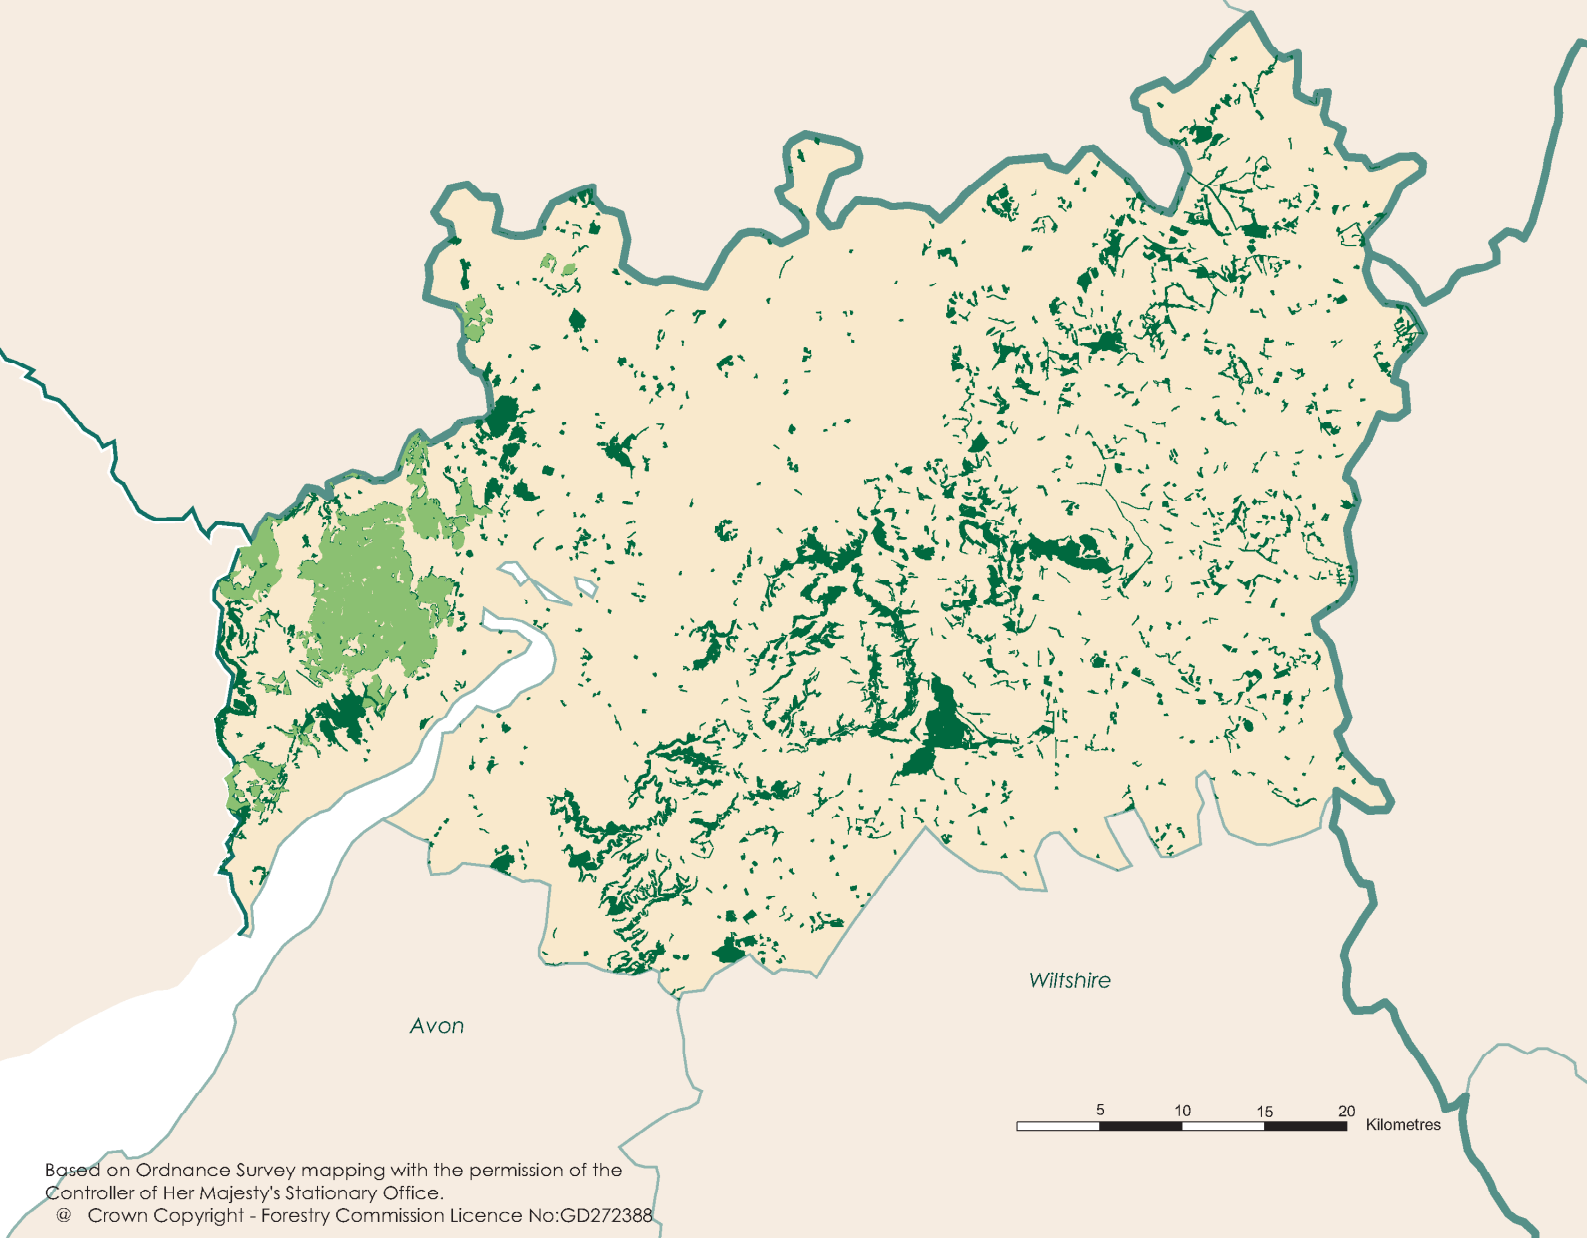 Wiltshire
Avon
5 10 15 20
Kilometres
Based on Ordnance Survey mapping with the permission of the
Controller of Her Majesty's Stationary Office.
@ Crown Copyright - Forestry Commission Licence No:GD272388